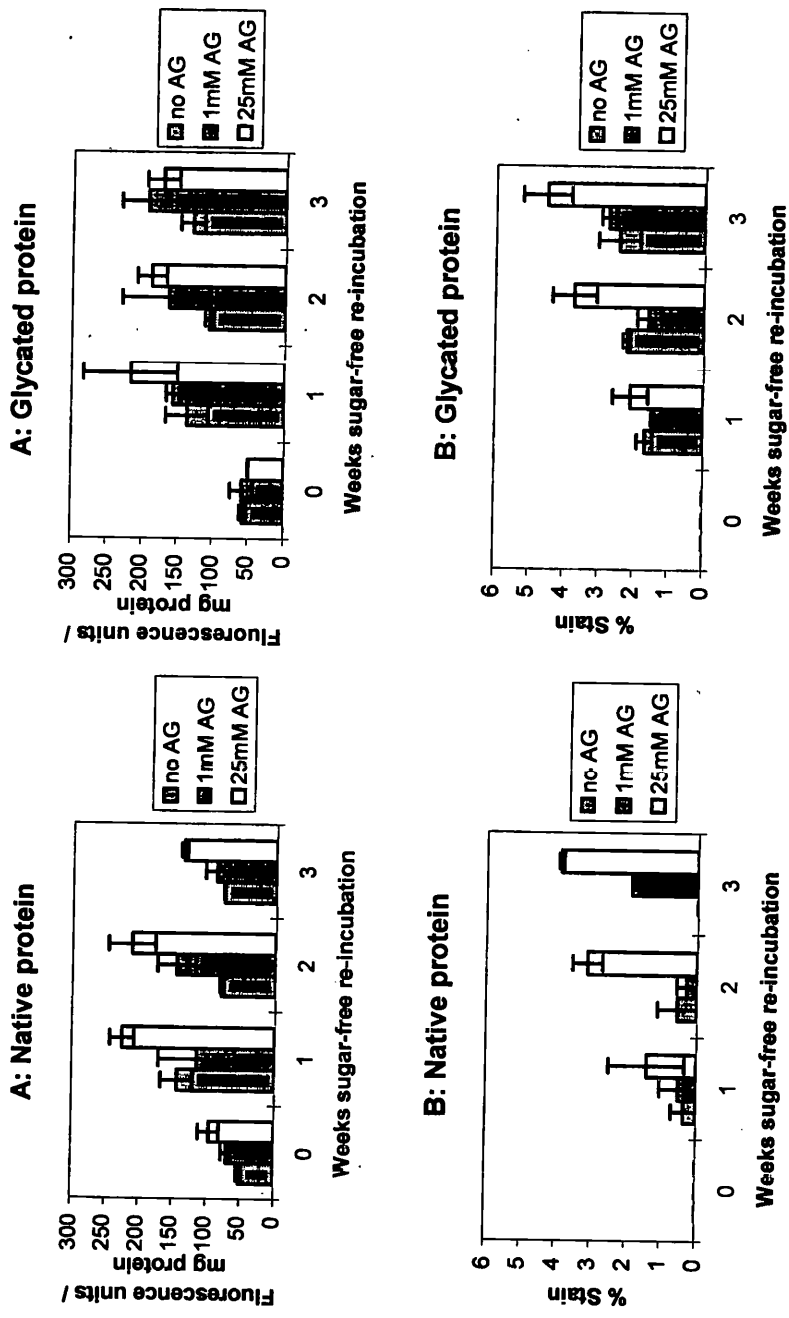 A: Native protein
Fluorescence units /
mg protein
300
250
200
150
100
50
0
0 1 2 3
Weeks sugar-free re-incubation
no AG
1mM AG
25mM AG
A: Glycated protein
Fluorescence units /
mg protein
300
250
200
150
100
50
0
0 1 2 3
Weeks sugar-free re-incubation
no AG
1mM AG
25mM AG
B: Native protein
% Stain
6
5
4
3
2
1
0
0 1 2 3
Weeks sugar-free re-incubation
no AG
1mM AG
25mM AG
B: Glycated protein
% Stain
6
5
4
3
2
1
0
0 1 2 3
Weeks sugar-free re-incubation
no AG
1mM AG
25mM AG